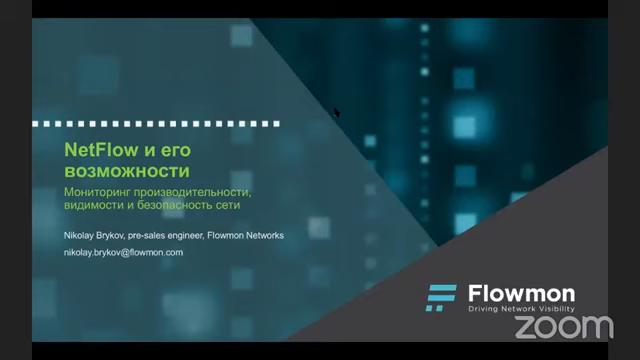 NetFlow и его
возможности
Мониторинг производительности,
видимости и безопасность сети
Nikolay Brykov, pre-sales engineer, Flowmon Networks
nikolay.brykov@flowmon.com
Flowmon
Driving Network Visibility
zoom